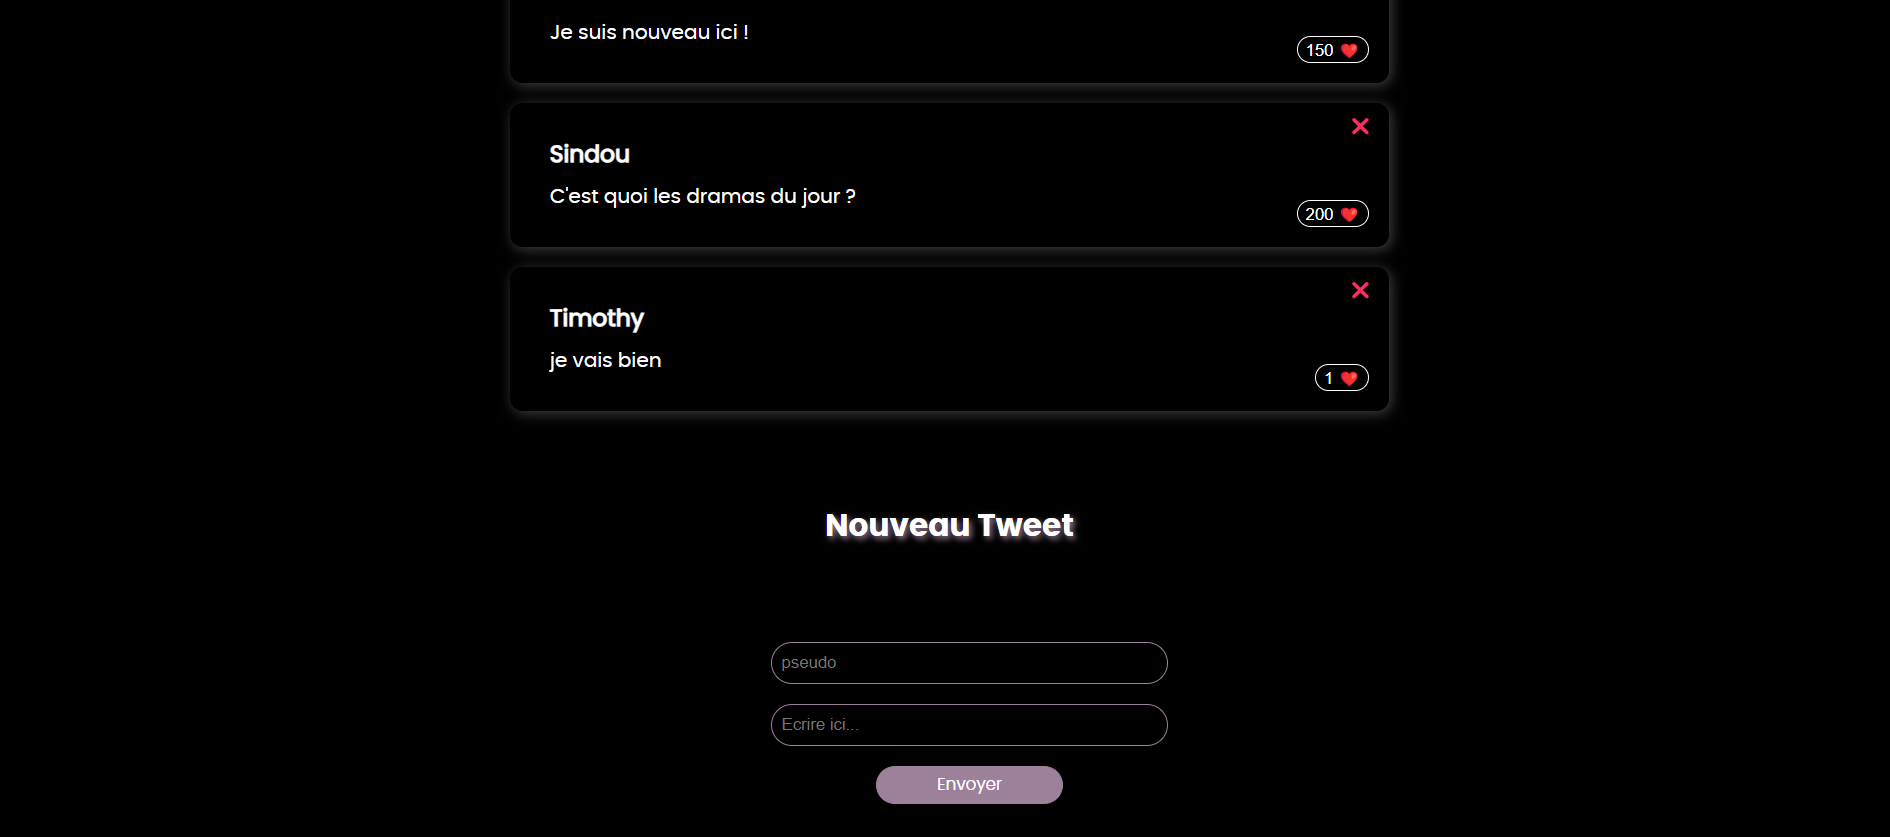 Je suis nouveau ici !
150 ❤️
Sindou
C'est quoi les dramas du jour ?
200 ❤️
Timothy
je vais bien
1 ❤️
Nouveau Tweet
pseudo
Ecrire ici...
Envoyer